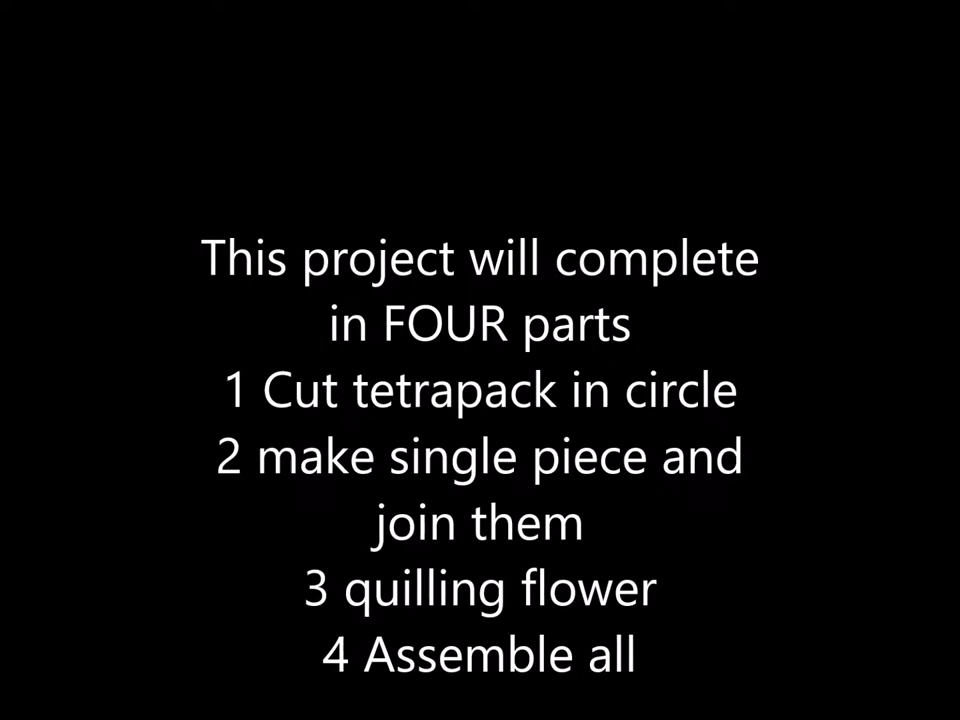 This project will complete
in FOUR parts
1 Cut tetrapack in circle
2 make single piece and
join them
3 quilling flower
4 Assemble all